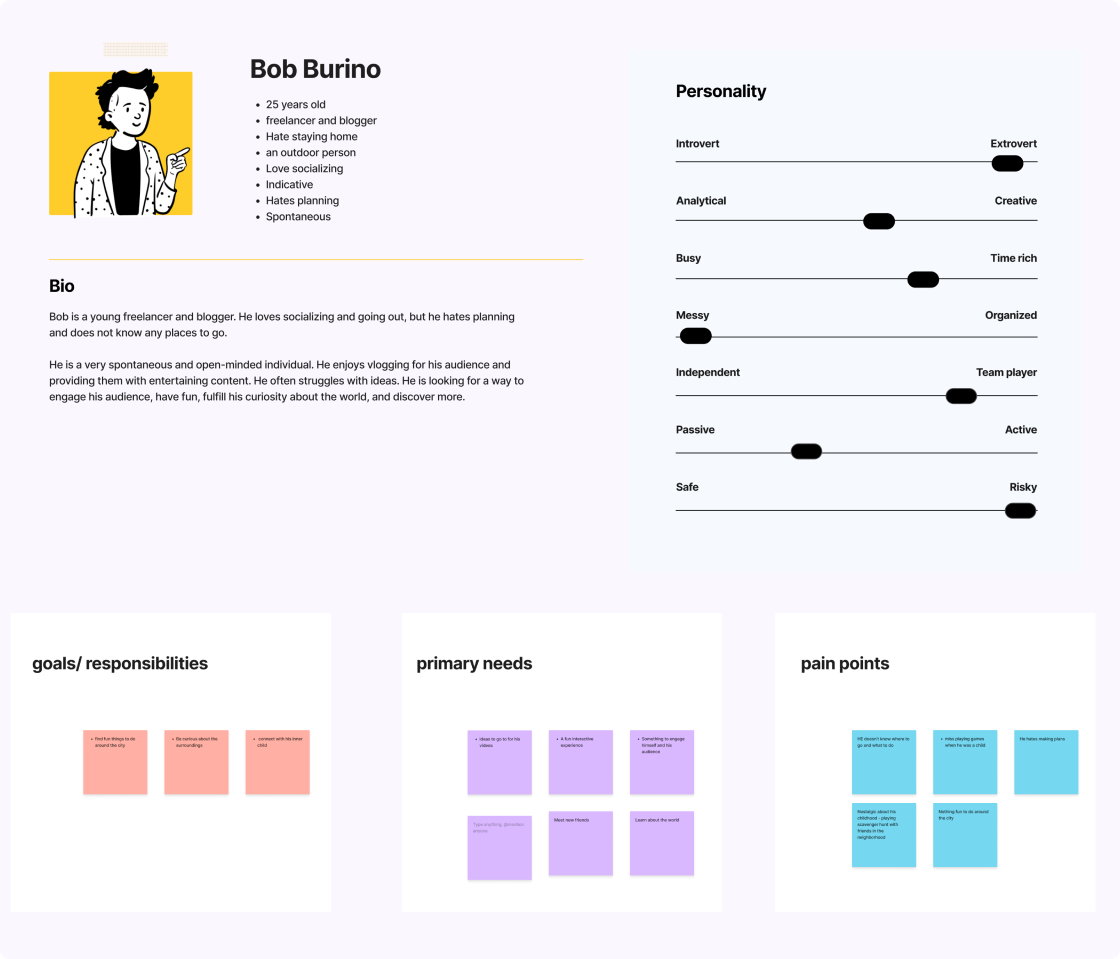 Bob Burino
25 years old
freelancer and blogger
Hate staying home
an outdoor person
Love socializing
Indicative
Hates planning
Spontaneous
Bio
Bob is a young freelancer and blogger. He loves socializing and going out, but he hates planning
and does not know any places to go.
He is a very spontaneous and open-minded individual. He enjoys vlogging for his audience and
providing them with entertaining content. He often struggles with ideas. He is looking for a way to
engage his audience, have fun, fulfill his curiosity about the world, and discover more.
Personality
Introvert Extrovert
Analytical Creative
Busy Time rich
Messy Organized
Independent Team player
Passive Active
Safe Risky
goals/ responsibilities
find fun things to do
around the city
Be curious about the
surroundings
connect with his inner
child
primary needs
ideas to go to for his
videos
A fun interactive
experience
Something to engage
himself and his
audience
Type anything, @mention
anyone
Meet new friends
Learn about the world
pain points
HE doesn't know where to
go and what to do
miss playing games
when he was a child
He hates making plans
Nostalgic about his
childhood - playing
scavenger hunt with
friends in the
neighborhood
Nothing fun to do around
the city